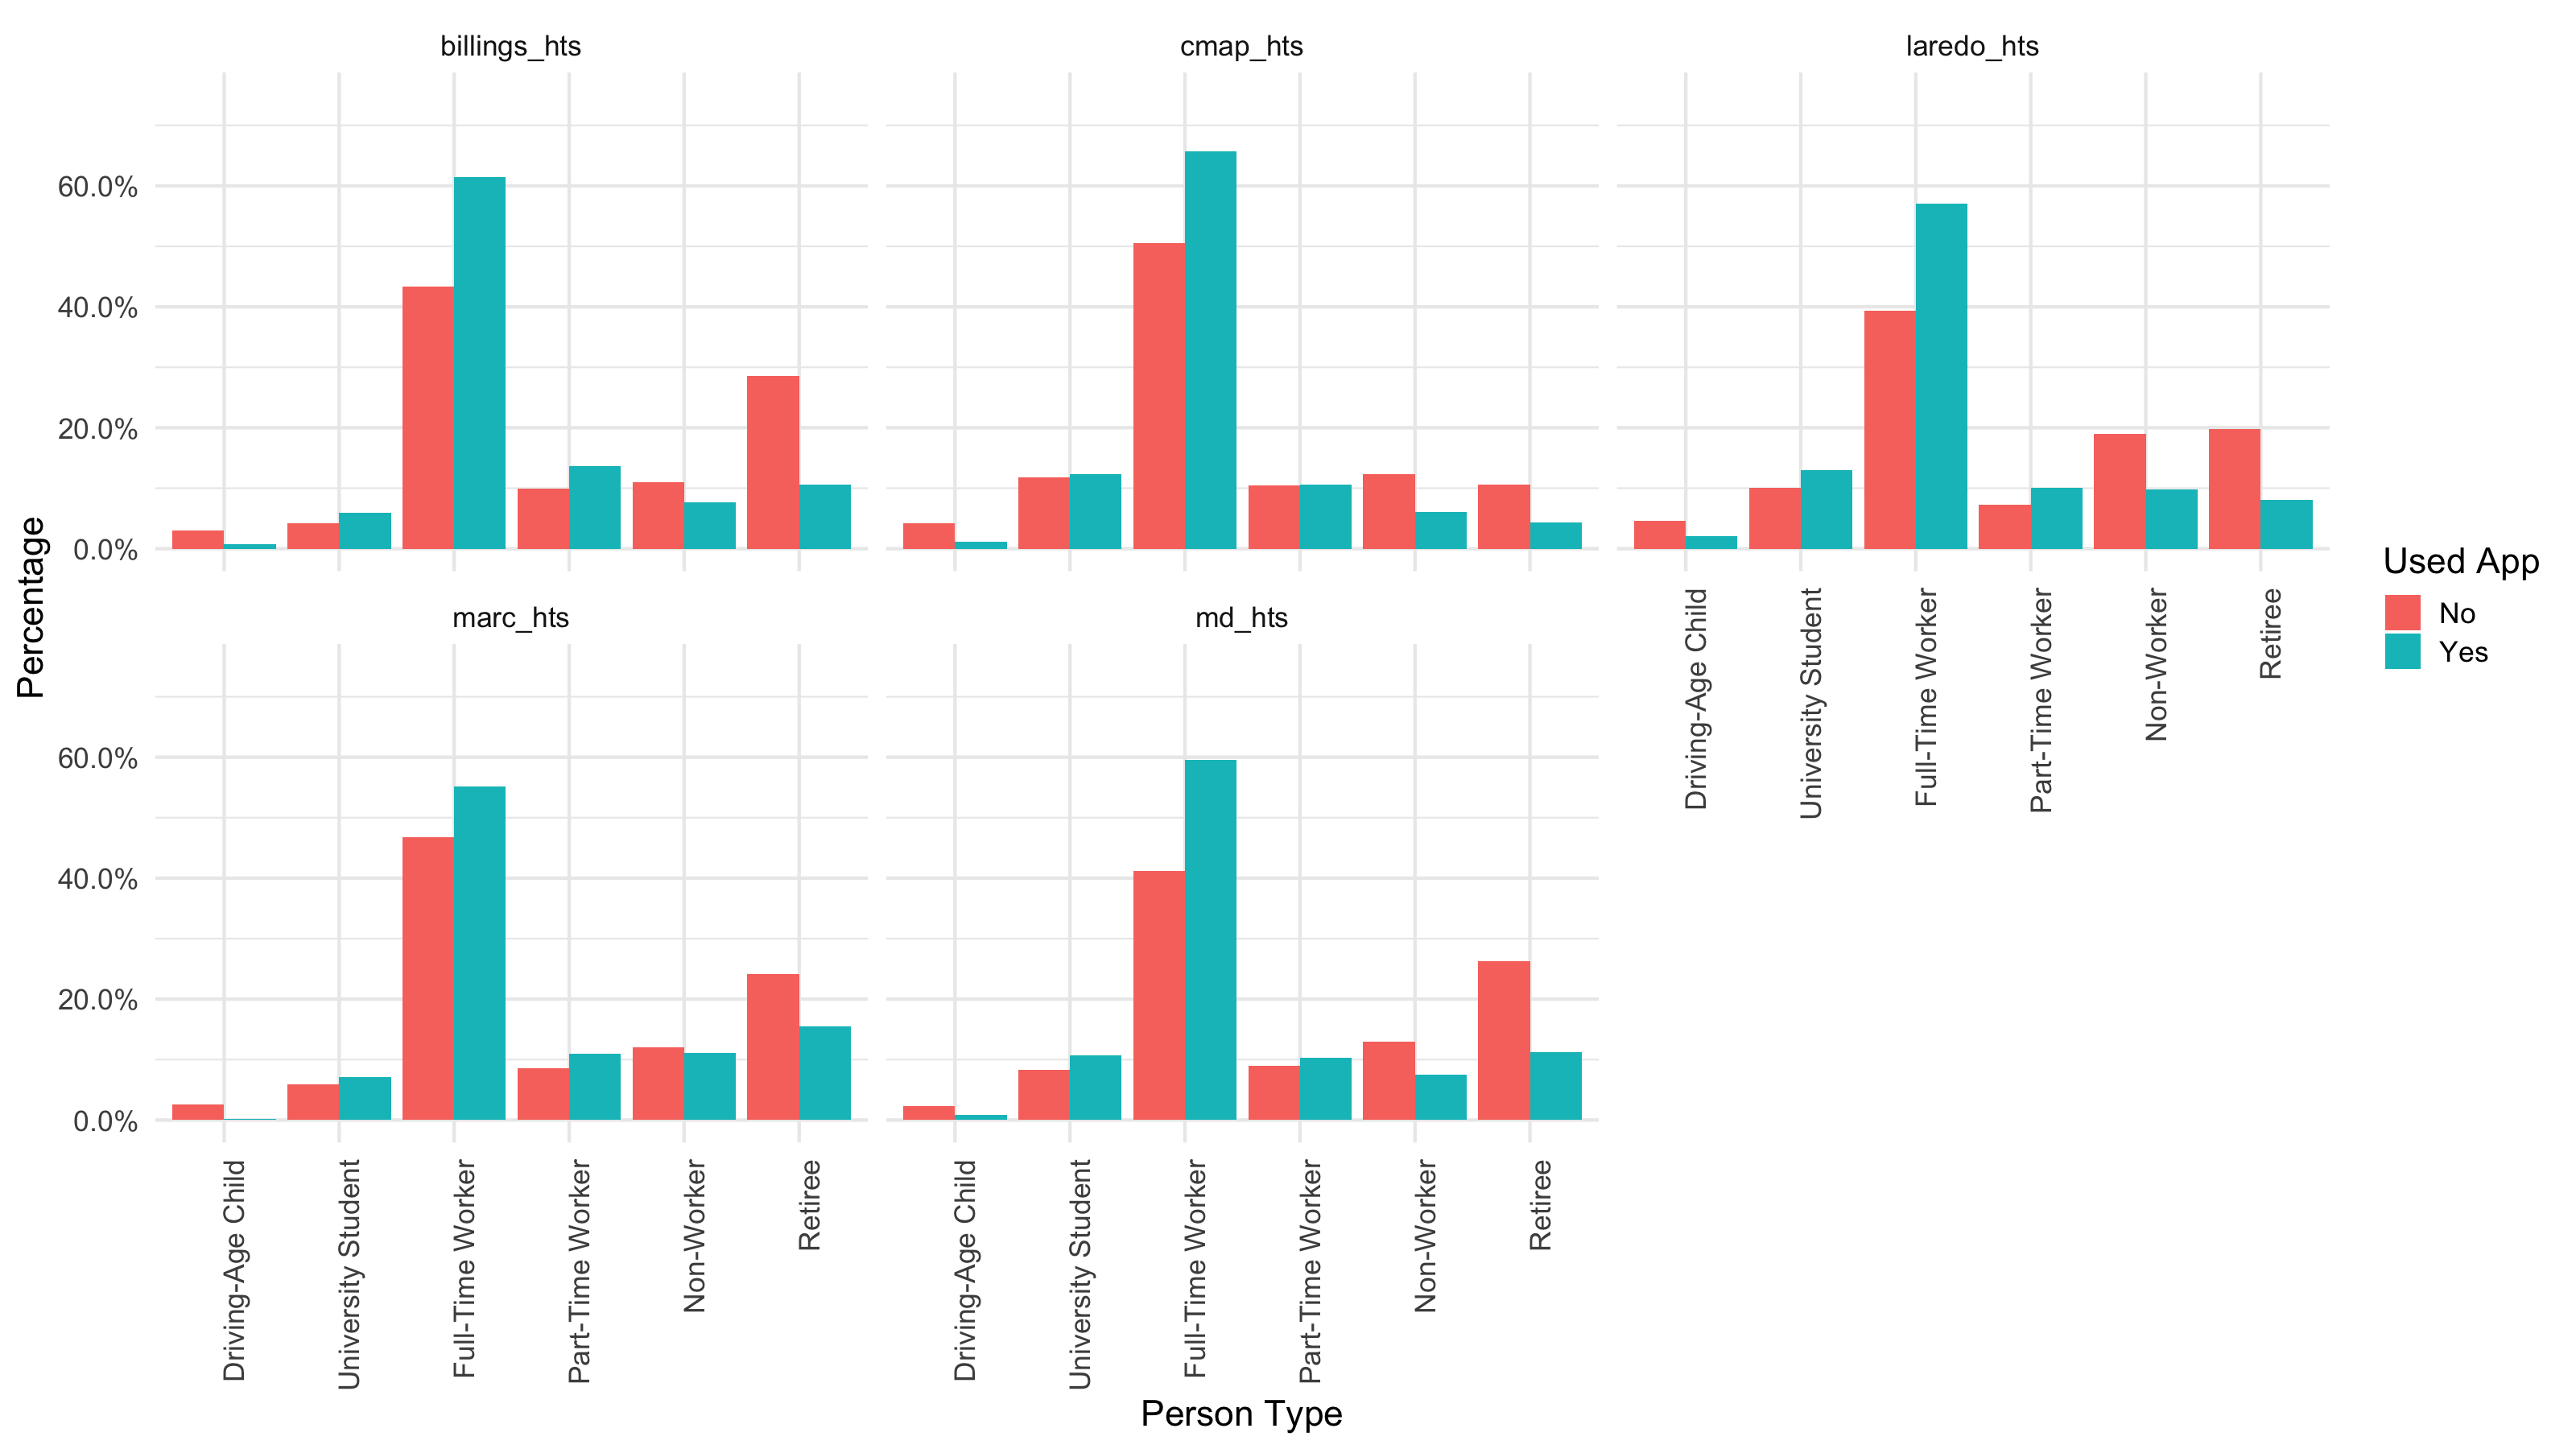 billings_hts
cmap_hts
laredo_hts
60.0%
40.0%
20.0%
0.0%
Driving-Age Child
University Student
Full-Time Worker
Part-Time Worker
Non-Worker
Retiree
marc_hts
md_hts
60.0%
40.0%
20.0%
0.0%
Driving-Age Child
University Student
Full-Time Worker
Part-Time Worker
Non-Worker
Retiree
Driving-Age Child
University Student
Full-Time Worker
Part-Time Worker
Non-Worker
Retiree
Percentage
Person Type
Used App
No
Yes